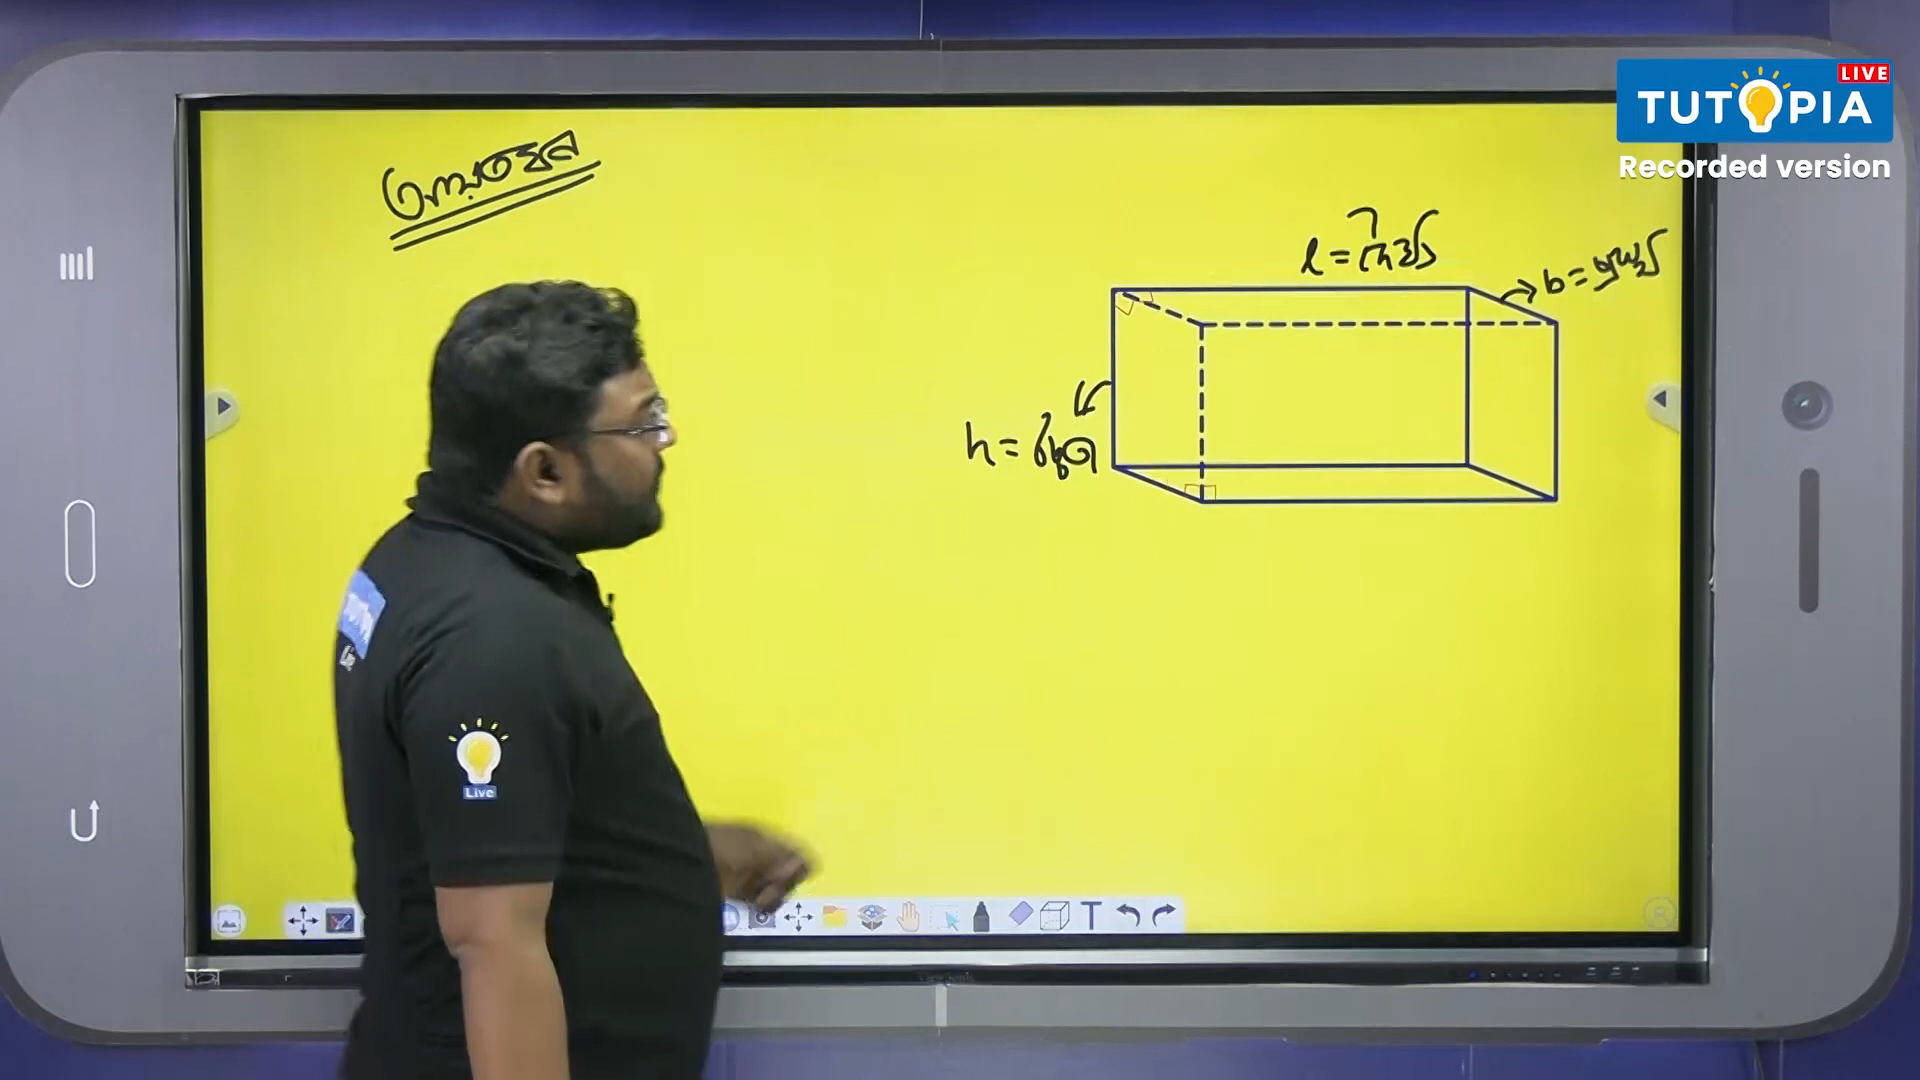 LIVE
TUTOPIA
Recorded version
আয়তঘন
l = দৈর্ঘ্য
b = প্রস্থ
h = উচ্চতা
Live
T